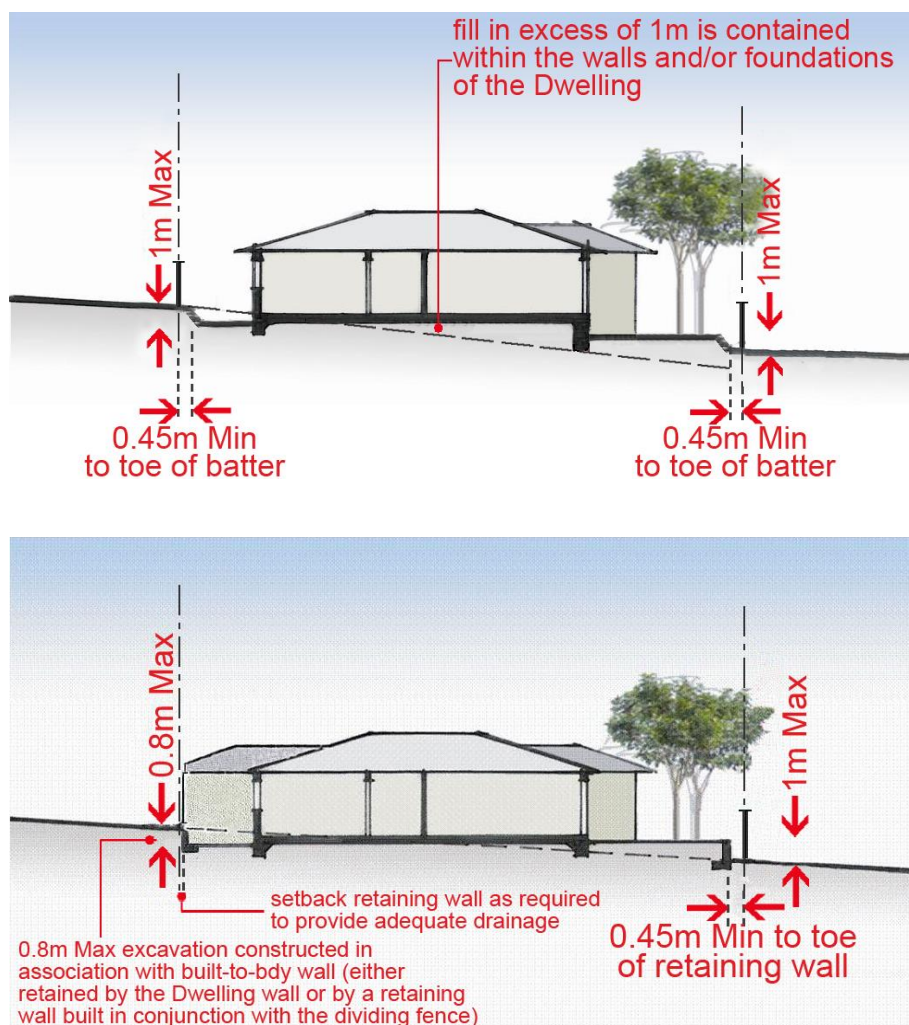 fill in excess of 1m is contained
within the walls and/or foundations
of the Dwelling
1m Max
1m Max
0.45m Min
to toe of batter
0.45m Min
to toe of batter
0.8m Max
1m Max
setback retaining wall as required
to provide adequate drainage
0.8m Max excavation constructed in
association with built-to-bdy wall (either
retained by the Dwelling wall or by a retaining
wall built in conjunction with the dividing fence)
0.45m Min to toe
of retaining wall